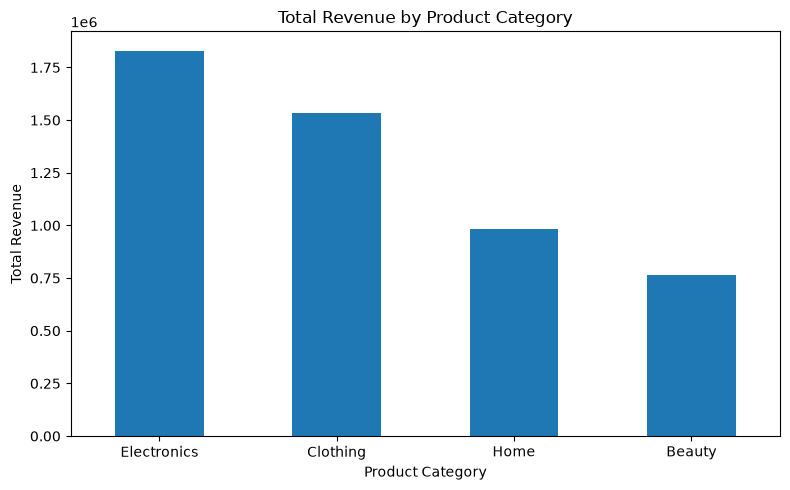 Total Revenue by Product Category
1e6
1.75
1.50
1.25
1.00
0.75
0.50
0.25
0.00
Total Revenue
Electronics Clothing Home Beauty
Product Category